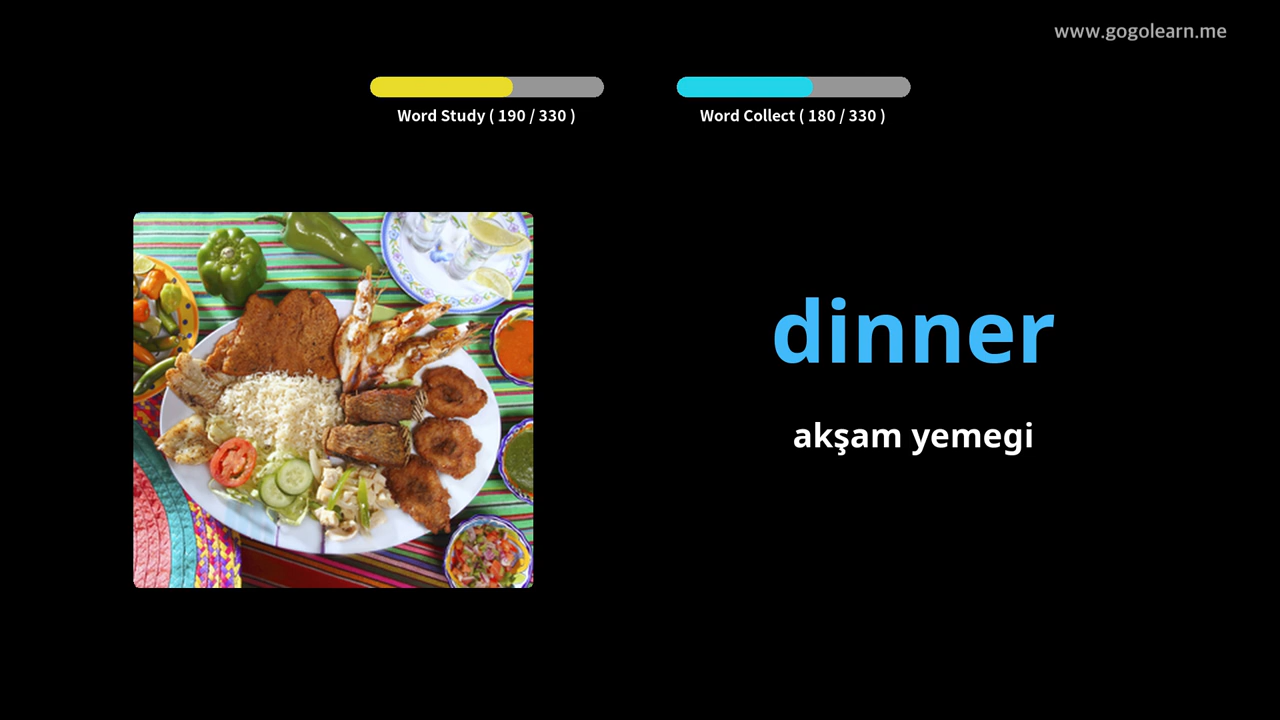 www.gogolearn.me
Word Study ( 190 / 330 )
Word Collect ( 180 / 330 )
dinner
akşam yemegi